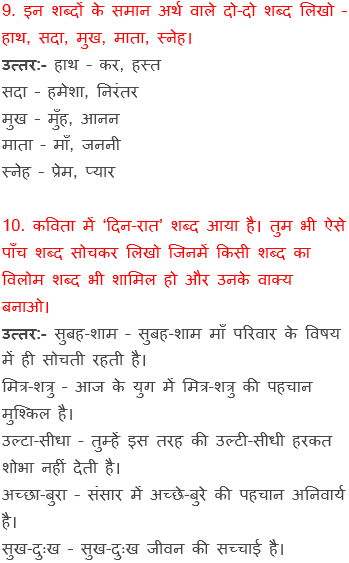 9. इन शब्दों के समान अर्थ वाले दो-दो शब्द लिखो -
हाथ, सदा, मुख, माता, स्नेह।
उत्तर:- हाथ - कर, हस्त
सदा - हमेशा, निरंतर
मुख - मुँह, आनन
माता - माँ, जननी
स्नेह - प्रेम, प्यार
10. कविता में ‘दिन-रात’ शब्द आया है। तुम भी ऐसे
पाँच शब्द सोचकर लिखो जिनमें किसी शब्द का
विलोम शब्द भी शामिल हो और उनके वाक्य
बनाओ।
उत्तर:- सुबह-शाम - सुबह-शाम माँ परिवार के विषय
में ही सोचती रहती है।
मित्र-शत्रु - आज के युग में मित्र-शत्रु की पहचान
मुश्किल है।
उल्टा-सीधा - तुम्हें इस तरह की उल्टी-सीधी हरकत
शोभा नहीं देती है।
अच्छा-बुरा - संसार में अच्छे-बुरे की पहचान अनिवार्य
है।
सुख-दुःख - सुख-दुःख जीवन की सच्चाई है।